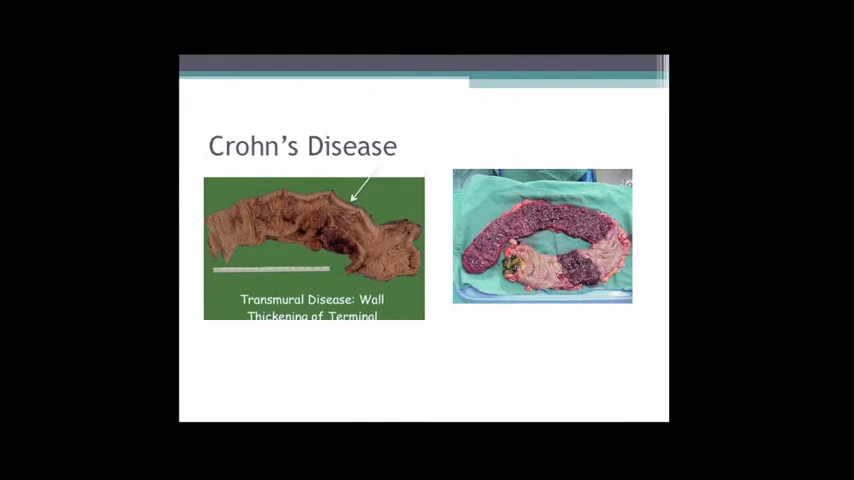 Crohn's Disease
Transmural Disease: Wall
Thickening of Terminal